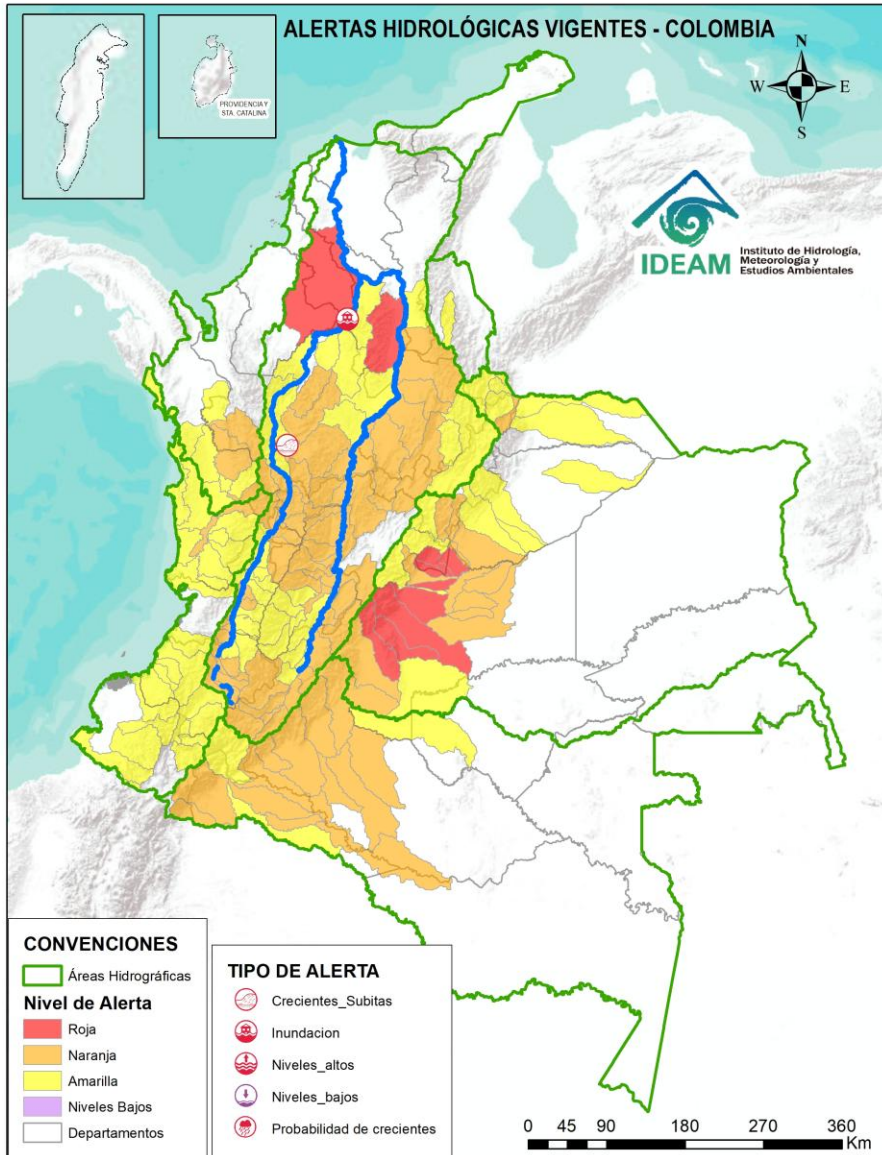 ALERTAS HIDROLÓGICAS VIGENTES - COLOMBIA
PROVIDENCIA Y
STA. CATALINA
N
W
E
S
IDEAM
Instituto de Hidrología,
Meteorología y
Estudios Ambientales
CONVENCIONES
Áreas Hidrográficas
Nivel de Alerta
Roja
Naranja
Amarilla
Niveles Bajos
Departamentos
TIPO DE ALERTA
Crecientes_Subitas
Inundacion
Niveles_altos
Niveles_bajos
Probabilidad de crecientes
0 45 90 180 270 360
Km